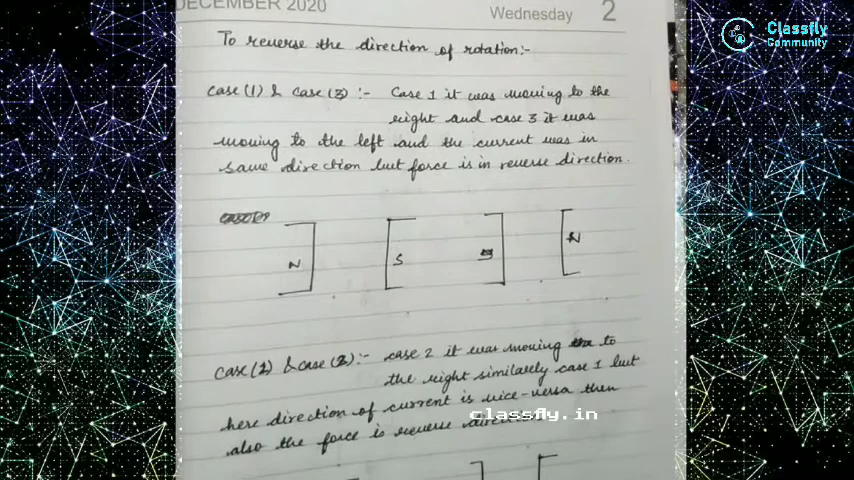 DECEMBER 2020
Wednesday 2
Classfly
Community
To reverse the direction of rotation:-
case (1) & case (3) :- Case 1 it was moving to the
right and case 3 it was
moving to the left and the current was in
same direction but force is in reverse direction.
N S S N
case (2) & case (3):- case 2 it was moving to
the right similarly case 1 but
here direction of current is vice-versa then
also the force is reverse direction
classfly.in